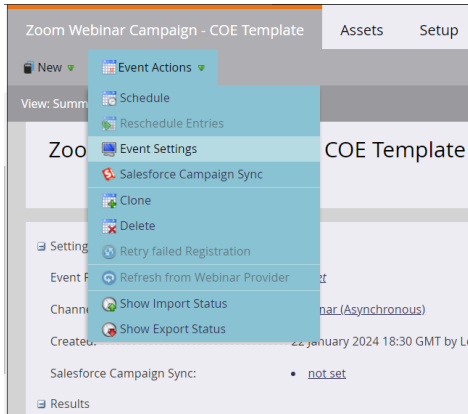 Zoom Webinar Campaign - COE Template Assets Setup
New Event Actions
View: Summ
Schedule
Reschedule Entries
Zoo COE Template
Event Settings
Salesforce Campaign Sync
Clone
Delete
Setting
Retry failed Registration
Event P
Refresh from Webinar Provider
Channe
Show Import Status nar (Asynchronous)
Show Export Status
Created: 22 January 2024 18:30 GMT by L
Salesforce Campaign Sync: • not set
Results